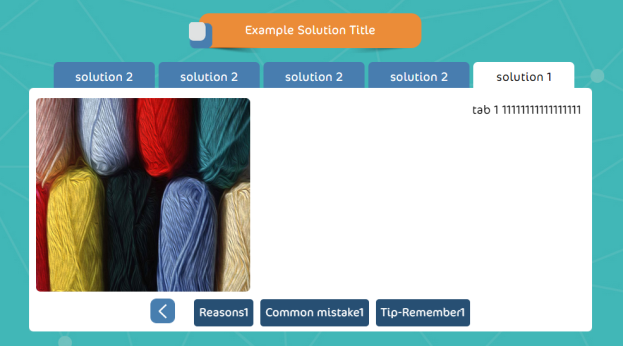 Example Solution Title
solution 2
solution 2
solution 2
solution 2
solution 1
tab 1 11111111111111111
Reasons1
Common mistake1
Tip-Remember1